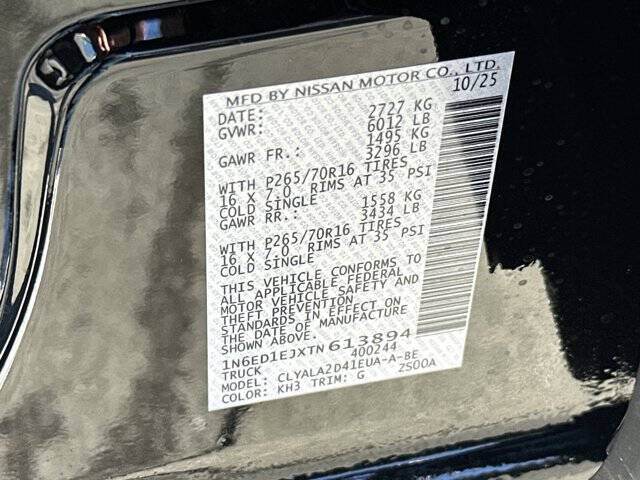 MFD BY NISSAN MOTOR CO., LTD.
DATE: 10/25
GVWR: 2727 KG
6012 LB
GAWR FR.: 1495 KG
3296 LB
WITH P265/70R16 TIRES
16 X 7.0 RIMS AT 35 PSI
COLD SINGLE
GAWR RR.: 1558 KG
3434 LB
WITH P265/70R16 TIRES
16 X 7.0 RIMS AT 35 PSI
COLD SINGLE
THIS VEHICLE CONFORMS TO
ALL APPLICABLE FEDERAL
MOTOR VEHICLE SAFETY AND
THEFT PREVENTION
STANDARDS IN EFFECT ON
THE DATE OF MANUFACTURE
SHOWN ABOVE.
1N6ED1EJXTN613894
TRUCK 400244
MODEL: CLYALA2D41EUA-A-BE
COLOR: KH3 TRIM: G ZS00A